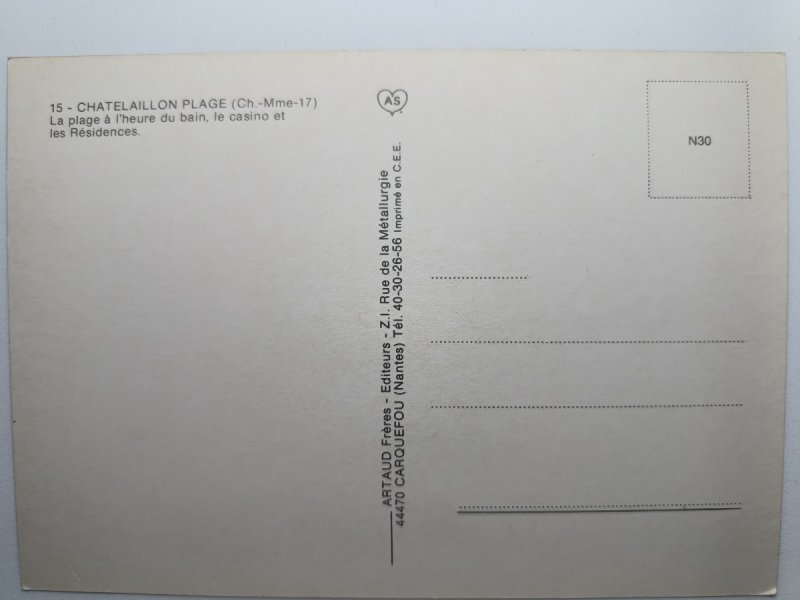 15 - CHATELAILLON PLAGE (Ch.-Mme-17)
La plage à l'heure du bain, le casino et
les Résidences.
AS
N30
ARTAUD Frères - Editeurs - Z.I. Rue de la Métallurgie
44470 CARQUEFOU (Nantes) Tél. 40-30-26-56 Imprimé en C.E.E.